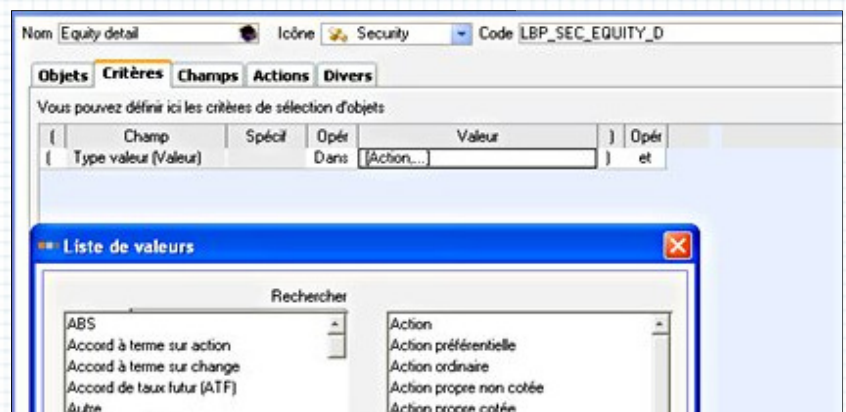 Nom Equity detail Icône Security Code LBP_SEC_EQUITY_D
Objets Critères Champs Actions Divers
Vous pouvez définir ici les critères de sélection d'objets
( Champ Spécif Opér Valeur ) Opér
( Type valeur (Valeur) Dans [Action,...] ) et
Liste de valeurs
Rechercher
ABS Action
Accord à terme sur action Action préférentielle
Accord à terme sur change Action ordinaire
Accord de taux futur (ATF) Action propre non cotée
Autre Action propre cotée